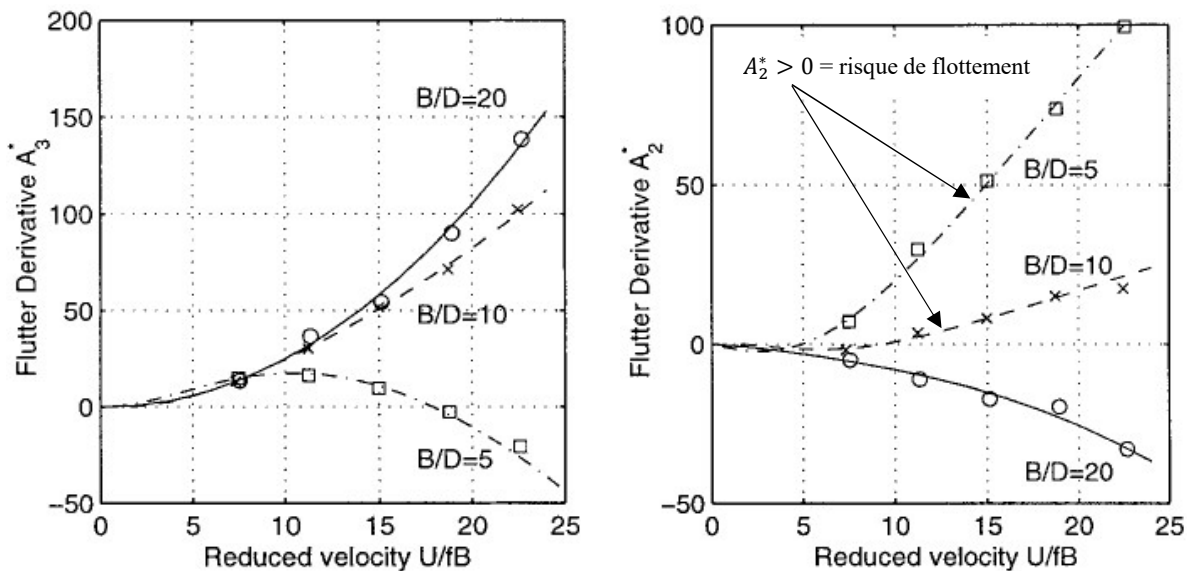 200
150
100
50
0
-50
0
5
10
15
20
25
Flutter Derivative A*3
Reduced velocity U/fB
B/D=20
B/D=10
B/D=5
100
50
0
-50
0
5
10
15
20
25
Flutter Derivative A*2
Reduced velocity U/fB
A*2 > 0 = risque de flottement
B/D=5
B/D=10
B/D=20